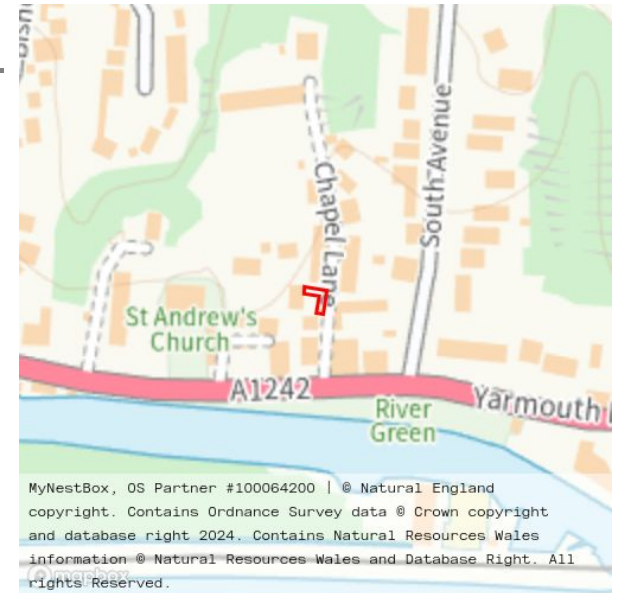 Chapel Lane
South Avenue
St Andrew's
Church
A1242
Yarmouth
River
Green
MyNestBox, OS Partner #100064200 | © Natural England
copyright. Contains Ordnance Survey data © Crown copyright
and database right 2024. Contains Natural Resources Wales
information © Natural Resources Wales and Database Right. All
rights Reserved.
mapbox